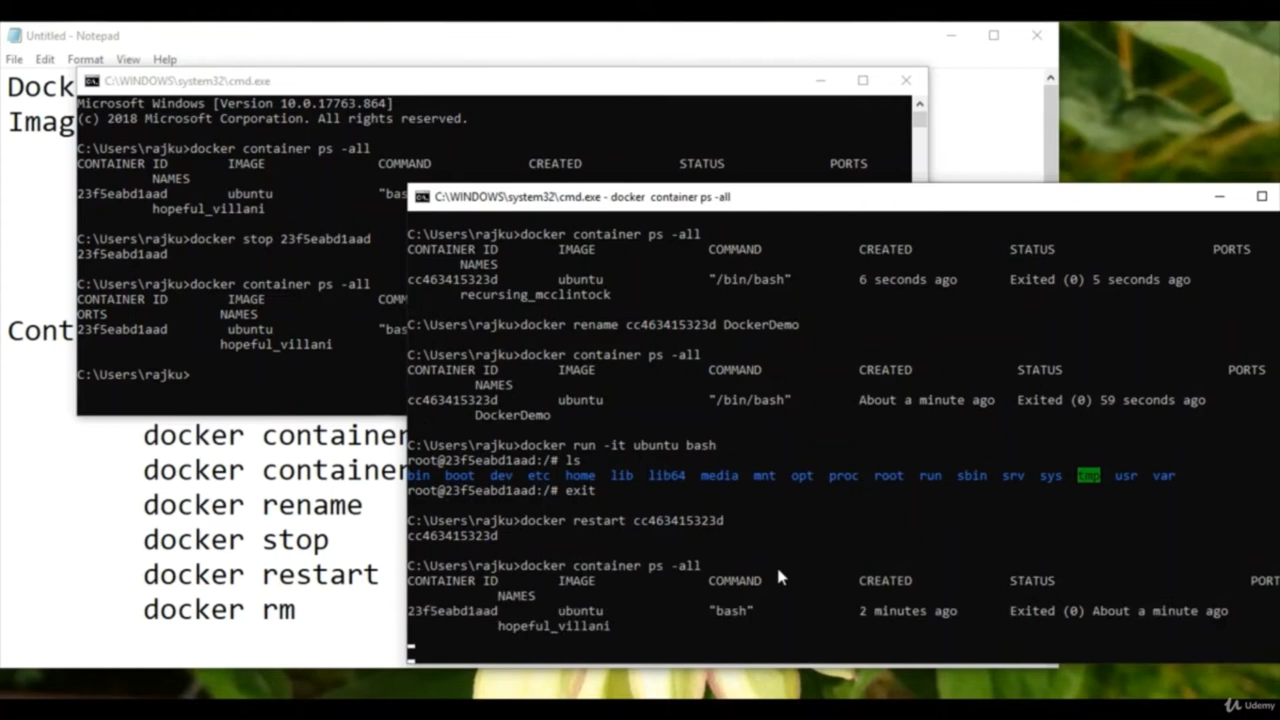 Untitled - Notepad
File Edit Format View Help
Dock
Imag
Cont
docker container
docker container
docker rename
docker stop
docker restart
docker rm
C:\WINDOWS\system32\cmd.exe
Microsoft Windows [Version 10.0.17763.864]
(c) 2018 Microsoft Corporation. All rights reserved.
C:\Users\rajku>docker container ps -all
CONTAINER ID IMAGE COMMAND CREATED STATUS PORTS
NAMES
23f5eabd1aad ubuntu "bas
hopeful_villani
C:\Users\rajku>docker stop 23f5eabd1aad
23f5eabd1aad
C:\Users\rajku>docker container ps -all
CONTAINER ID IMAGE COMM
ORTS NAMES
23f5eabd1aad ubuntu "bas
hopeful_villani
C:\Users\rajku>
C:\WINDOWS\system32\cmd.exe - docker container ps -all
C:\Users\rajku>docker container ps -all
CONTAINER ID IMAGE COMMAND CREATED STATUS PORTS
NAMES
cc463415323d ubuntu "/bin/bash" 6 seconds ago Exited (0) 5 seconds ago
recursing_mcclintock
C:\Users\rajku>docker rename cc463415323d DockerDemo
C:\Users\rajku>docker container ps -all
CONTAINER ID IMAGE COMMAND CREATED STATUS PORTS
NAMES
cc463415323d ubuntu "/bin/bash" About a minute ago Exited (0) 59 seconds ago
DockerDemo
C:\Users\rajku>docker run -it ubuntu bash
root@23f5eabd1aad:/# ls
bin boot dev etc home lib lib64 media mnt opt proc root run sbin srv sys tmp usr var
root@23f5eabd1aad:/# exit
C:\Users\rajku>docker restart cc463415323d
cc463415323d
C:\Users\rajku>docker container ps -all
CONTAINER ID IMAGE COMMAND CREATED STATUS PORT
NAMES
23f5eabd1aad ubuntu "bash" 2 minutes ago Exited (0) About a minute ago
hopeful_villani
Udemy